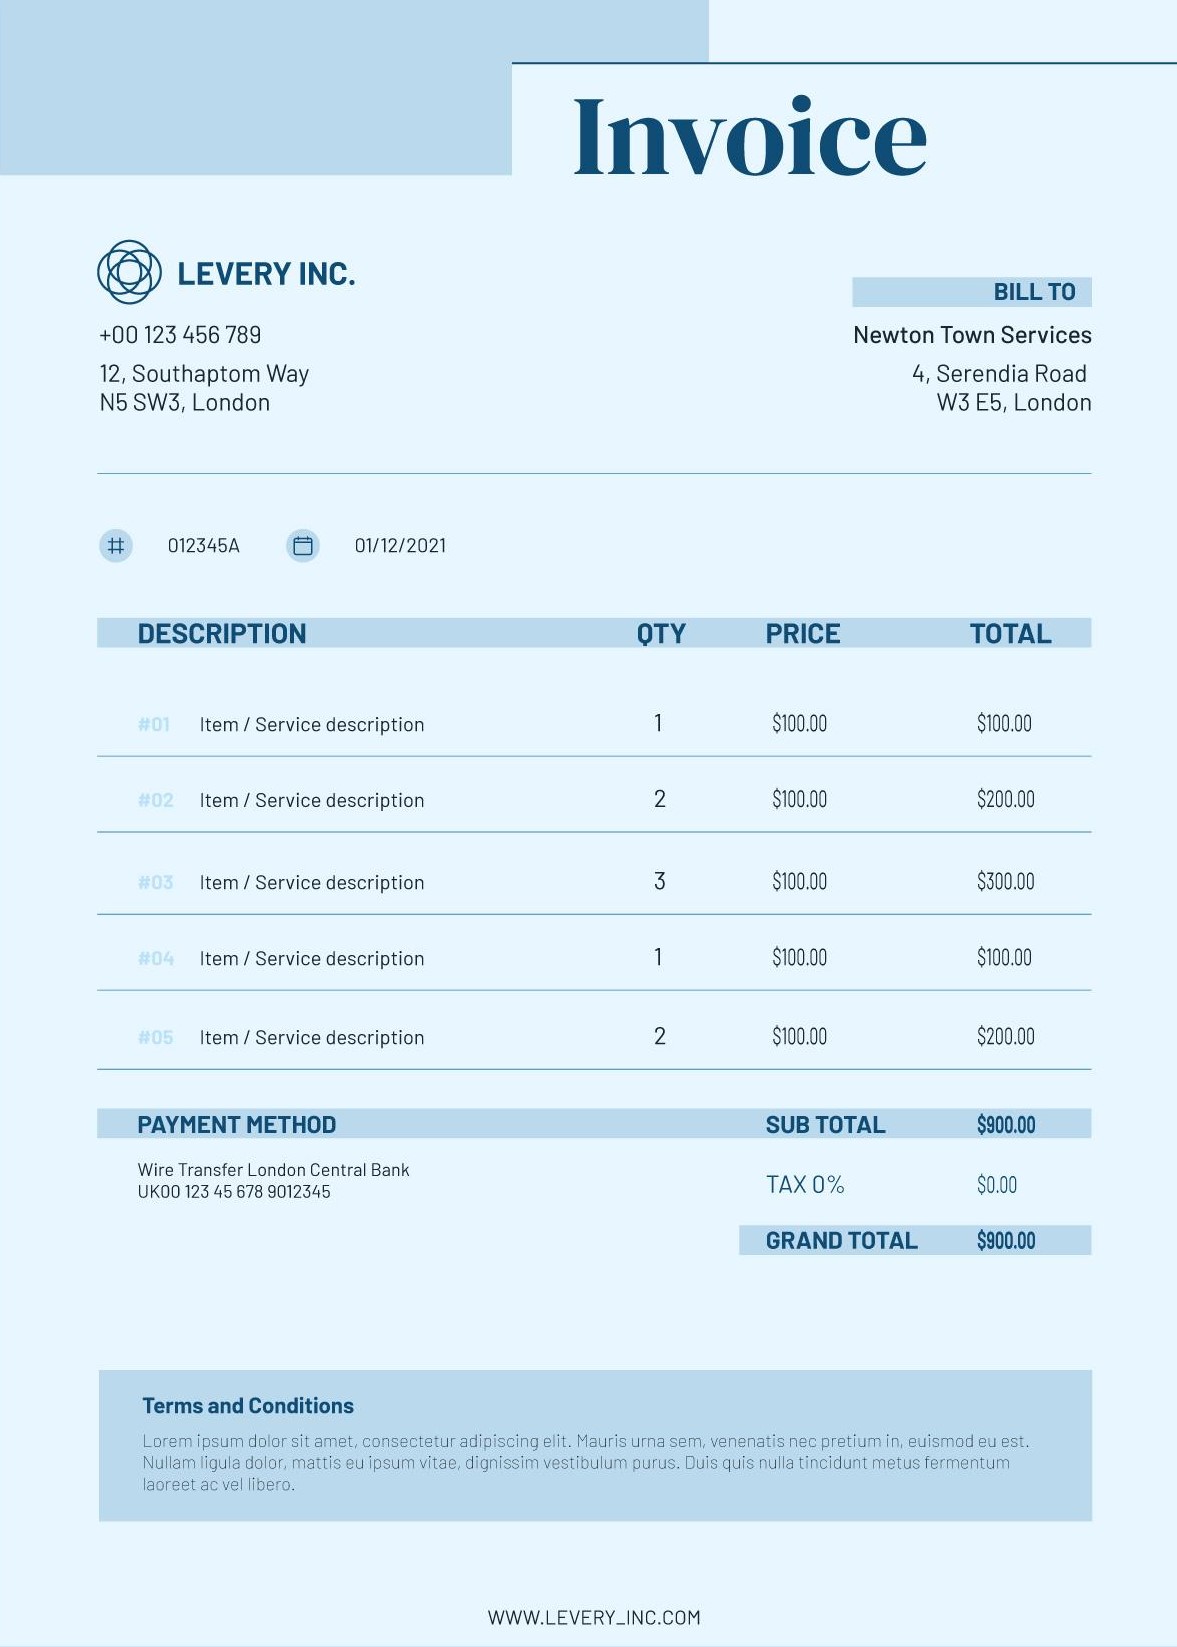 Invoice
LEVERY INC.
+00 123 456 789
12, Southaptom Way
N5 SW3, London
BILL TO
Newton Town Services
4, Serendia Road
W3 E5, London
012345A 01/12/2021
DESCRIPTION QTY PRICE TOTAL
#01 Item / Service description 1 $100.00 $100.00
#02 Item / Service description 2 $100.00 $200.00
#03 Item / Service description 3 $100.00 $300.00
#04 Item / Service description 1 $100.00 $100.00
#05 Item / Service description 2 $100.00 $200.00
PAYMENT METHOD
Wire Transfer London Central Bank
UK00 123 45 678 9012345
SUB TOTAL $900.00
TAX 0% $0.00
GRAND TOTAL $900.00
Terms and Conditions
Lorem ipsum dolor sit amet, consectetur adipiscing elit. Mauris urna sem, venenatis nec pretium in, euismod eu est.
Nullam ligula dolor, mattis eu ipsum vitae, dignissim vestibulum purus. Duis quis nulla tincidunt metus fermentum
laoreet ac vel libero.
WWW.LEVERY_INC.COM